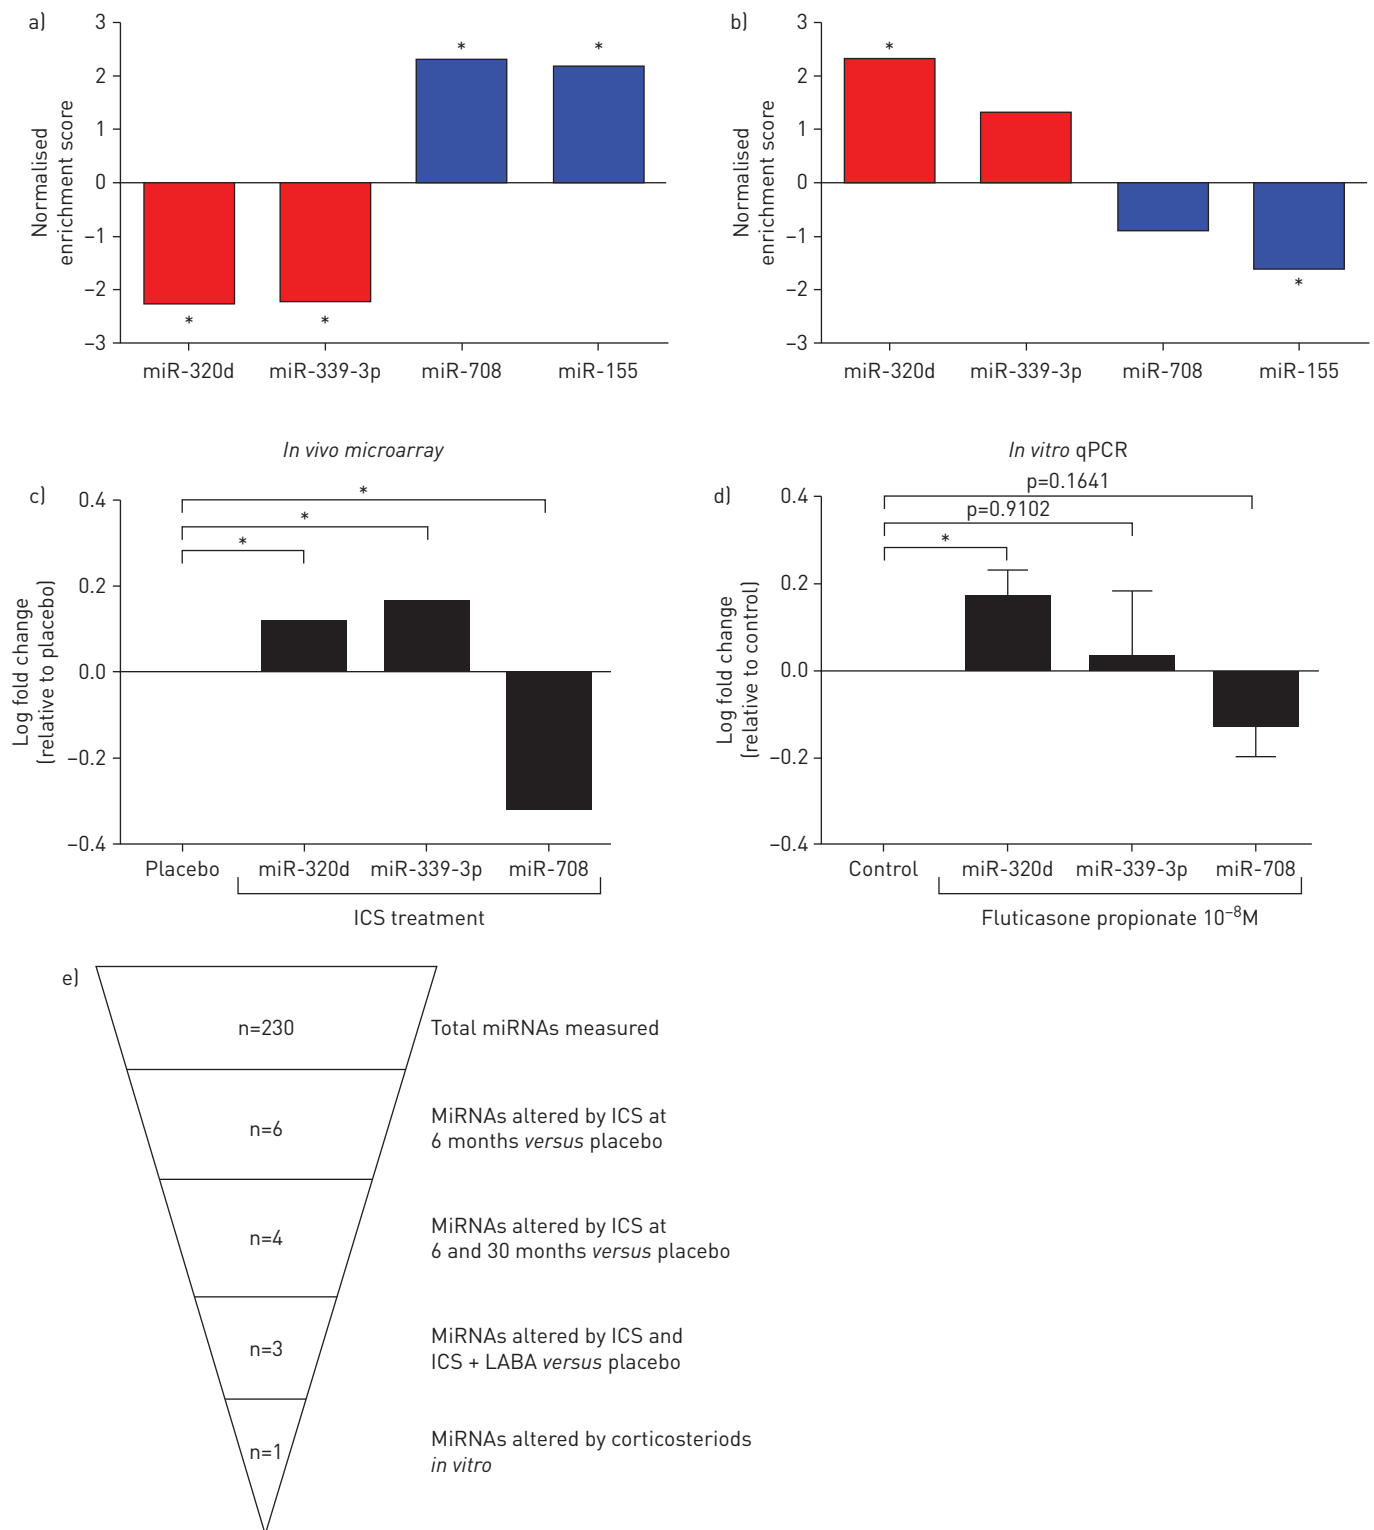 a)
3
2
1
0
−1
−2
−3
Normalised
enrichment score
*
*
*
*
miR-320d
miR-339-3p
miR-708
miR-155
b)
3
2
1
0
−1
−2
−3
Normalised
enrichment score
*
*
miR-320d
miR-339-3p
miR-708
miR-155
In vivo microarray
c)
0.4
0.2
0.0
−0.2
−0.4
Log fold change
(relative to placebo)
*
*
*
Placebo
miR-320d
miR-339-3p
miR-708
ICS treatment
In vitro qPCR
d)
0.4
0.2
0.0
−0.2
−0.4
Log fold change
(relative to control)
p=0.1641
p=0.9102
*
Control
miR-320d
miR-339-3p
miR-708
Fluticasone propionate 10⁻⁸M
e)
n=230
Total miRNAs measured
n=6
MiRNAs altered by ICS at
6 months versus placebo
n=4
MiRNAs altered by ICS at
6 and 30 months versus placebo
n=3
MiRNAs altered by ICS and
ICS + LABA versus placebo
n=1
MiRNAs altered by corticosteriods
in vitro